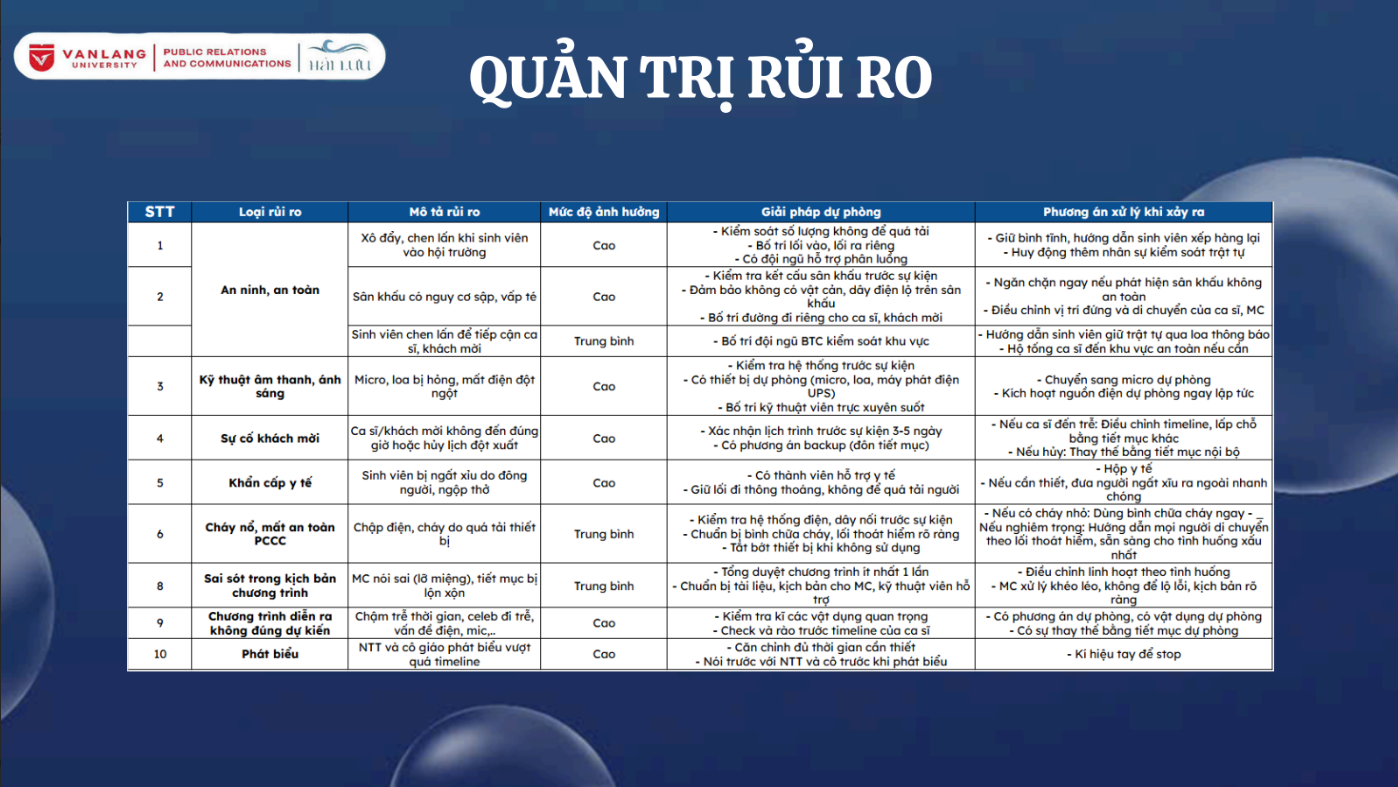 VANLANG
UNIVERSITY
PUBLIC RELATIONS
AND COMMUNICATIONS
HẢI LƯU
QUẢN TRỊ RỦI RO
STT
Loại rủi ro
Mô tả rủi ro
Mức độ ảnh hưởng
Giải pháp dự phòng
Phương án xử lý khi xảy ra
1
An ninh, an toàn
Xô đẩy, chen lấn khi sinh viên
vào hội trường
Cao
- Kiểm soát số lượng không để quá tải
- Bố trí lối vào, lối ra riêng
- Có đội ngũ hỗ trợ phân luồng
- Giữ bình tĩnh, hướng dẫn sinh viên xếp hàng lại
- Huy động thêm nhân sự kiểm soát trật tự
2
Sân khấu có nguy cơ sập, vấp té
Cao
- Kiểm tra kết cấu sân khấu trước sự kiện
- Đảm bảo không có vật cản, dây điện lộ trên sân
khấu
- Bố trí đường đi riêng cho ca sĩ, khách mời
- Ngăn chặn ngay nếu phát hiện sân khấu không
an toàn
- Điều chỉnh vị trí đứng và di chuyển của ca sĩ, MC
Sinh viên chen lấn để tiếp cận ca
sĩ, khách mời
Trung bình
- Bố trí đội ngũ BTC kiểm soát khu vực
- Hướng dẫn sinh viên giữ trật tự qua loa thông báo
- Hộ tống ca sĩ đến khu vực an toàn nếu cần
3
Kỹ thuật âm thanh, ánh
sáng
Micro, loa bị hỏng, mất điện đột
ngột
Cao
- Kiểm tra hệ thống trước sự kiện
- Có thiết bị dự phòng (micro, loa, máy phát điện
UPS)
- Bố trí kỹ thuật viên trực xuyên suốt
- Chuyển sang micro dự phòng
- Kích hoạt nguồn điện dự phòng ngay lập tức
4
Sự cố khách mời
Ca sĩ/khách mời không đến đúng
giờ hoặc hủy lịch đột xuất
Cao
- Xác nhận lịch trình trước sự kiện 3-5 ngày
- Có phương án backup (đôn tiết mục)
- Nếu ca sĩ đến trễ: Điều chỉnh timeline, lấp chỗ
bằng tiết mục khác
- Nếu hủy: Thay thế bằng tiết mục nội bộ
5
Khẩn cấp y tế
Sinh viên bị ngất xỉu do đông
người, ngộp thở
Cao
- Có thành viên hỗ trợ y tế
- Giữ lối đi thông thoáng, không để quá tải người
- Hộp y tế
- Nếu cần thiết, đưa người ngất xỉu ra ngoài nhanh
chóng
6
Cháy nổ, mất an toàn
PCCC
Chập điện, cháy do quá tải thiết
bị
Trung bình
- Kiểm tra hệ thống điện, dây nối trước sự kiện
- Chuẩn bị bình chữa cháy, lối thoát hiểm rõ ràng
- Tắt bớt thiết bị khi không sử dụng
- Nếu có cháy nhỏ: Dùng bình chữa cháy ngay - _
Nếu nghiêm trọng: Hướng dẫn mọi người di chuyển
theo lối thoát hiểm, sẵn sàng cho tình huống xấu
nhất
8
Sai sót trong kịch bản
chương trình
MC nói sai (lỡ miệng), tiết mục bị
lộn xộn
Trung bình
- Tổng duyệt chương trình ít nhất 1 lần
- Chuẩn bị tài liệu, kịch bản cho MC, kỹ thuật viên hỗ
trợ
- Điều chỉnh linh hoạt theo tình huống
- MC xử lý khéo léo, không để lộ lỗi, kịch bản rõ
ràng
9
Chương trình diễn ra
không đúng dự kiến
Chậm trễ thời gian, celeb đi trễ,
vấn đề điện, mic,..
Cao
- Kiểm tra kĩ các vật dụng quan trọng
- Check và rào trước timeline của ca sĩ
- Có phương án dự phòng, có vật dụng dự phòng
- Có sự thay thế bằng tiết mục dự phòng
10
Phát biểu
NTT và cô giáo phát biểu vượt
quá timeline
Cao
- Căn chỉnh đủ thời gian cần thiết
- Nói trước với NTT và cô trước khi phát biểu
- Kí hiệu tay để stop